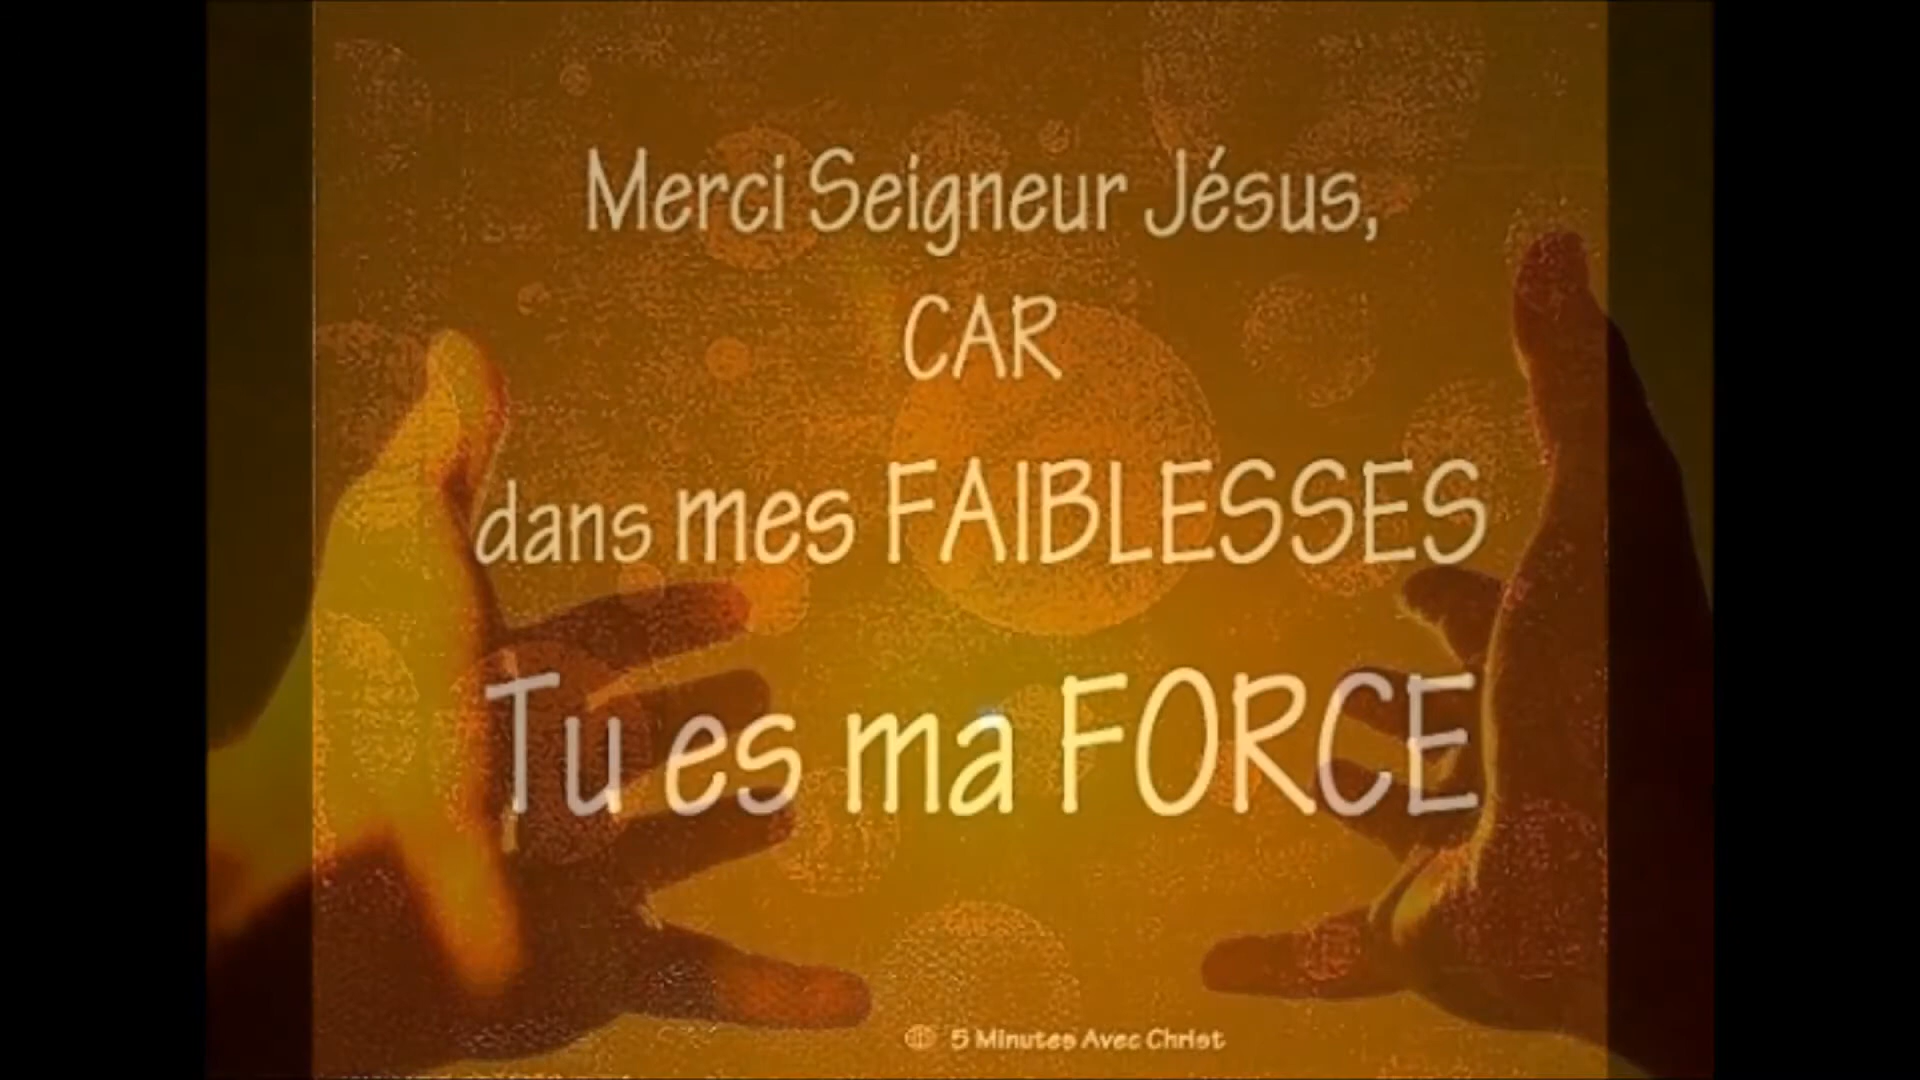 Merci Seigneur Jésus,
CAR
dans mes FAIBLESSES
Tu es ma FORCE
5 Minutes Avec Christ